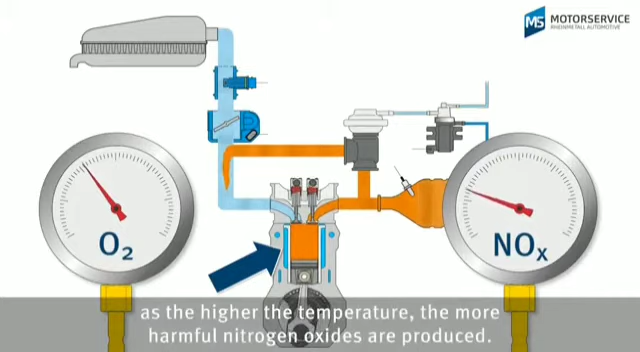 MS MOTORSERVICE
RHEINMETALL AUTOMOTIVE
O₂
NOₓ
as the higher the temperature, the more
harmful nitrogen oxides are produced.